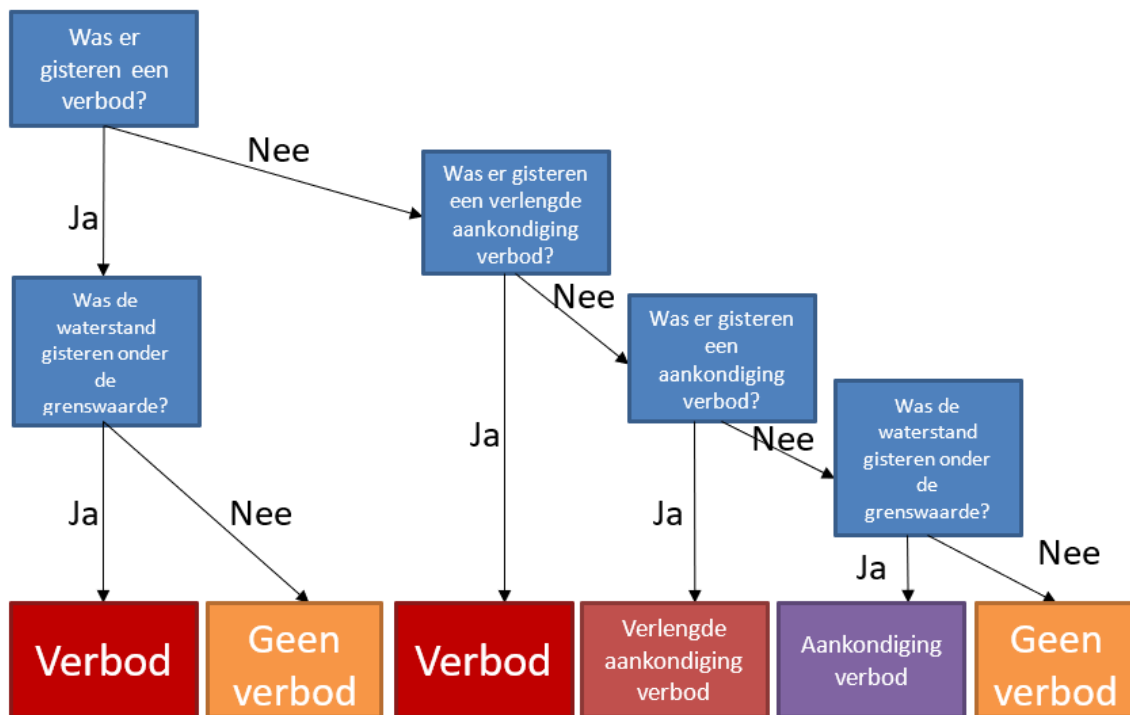 Was er
gisteren een
verbod?
Nee
Was er gisteren
een verlengde
aankondiging
verbod?
Ja
Was de
waterstand
gisteren onder
de
grenswaarde?
Nee
Was er gisteren
een
aankondiging
verbod?
Was de
waterstand
gisteren onder
de
grenswaarde?
Nee
Ja
Ja
Nee
Ja
Ja
Nee
Verbod
Geen
verbod
Verbod
Verlengde
aankondiging
verbod
Aankondiging
verbod
Geen
verbod